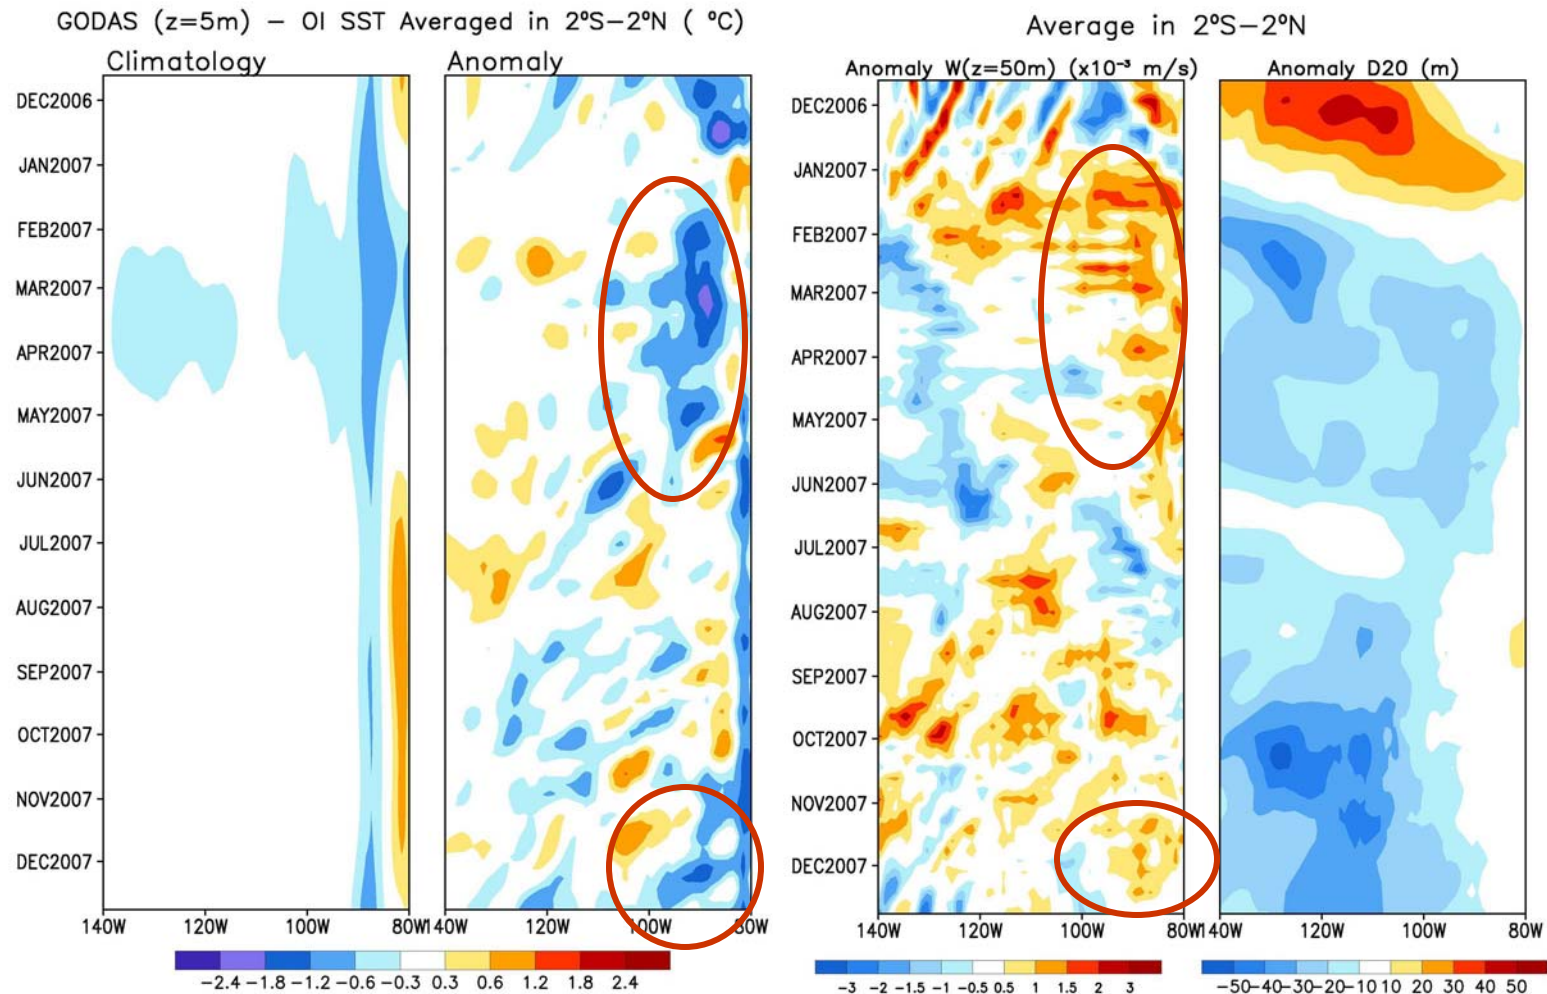 GODAS (z=5m) – OI SST Averaged in 2°S–2°N ( °C)
Average in 2°S–2°N
Climatology
Anomaly
Anomaly W(z=50m) (x10⁻³ m/s)
Anomaly D20 (m)
DEC2006
JAN2007
FEB2007
MAR2007
APR2007
MAY2007
JUN2007
JUL2007
AUG2007
SEP2007
OCT2007
NOV2007
DEC2007
DEC2006
JAN2007
FEB2007
MAR2007
APR2007
MAY2007
JUN2007
JUL2007
AUG2007
SEP2007
OCT2007
NOV2007
DEC2007
140W 120W 100W 80W
140W 120W 100W 80W
140W 120W 100W 80W
140W 120W 100W 80W
−2.4 −1.8 −1.2 −0.6 −0.3 0.3 0.6 1.2 1.8 2.4
−3 −2 −1.5 −1 −0.5 0.5 1 1.5 2 3
−50 −40 −30 −20 −10 10 20 30 40 50